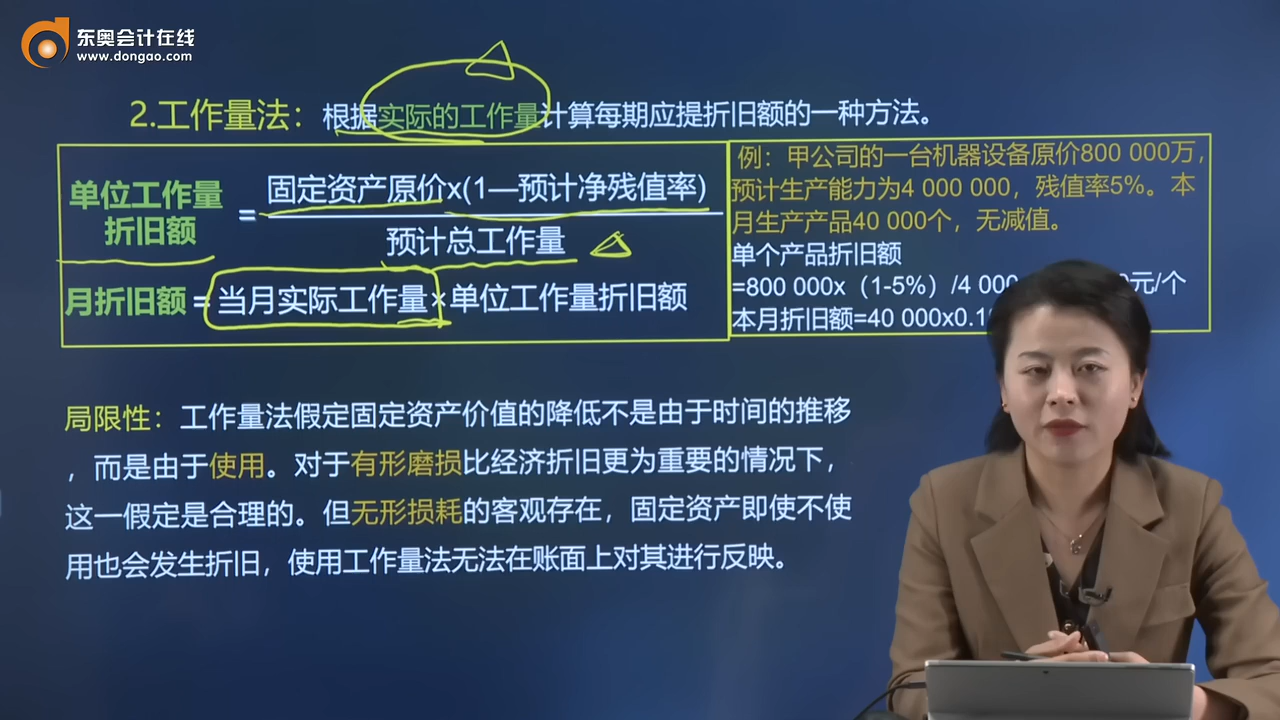 东奥会计在线
www.dongao.com
2.工作量法：根据实际的工作量计算每期应提折旧额的一种方法。
单位工作量
折旧额
=
固定资产原价x(1—预计净残值率)
预计总工作量
月折旧额=当月实际工作量×单位工作量折旧额
例：甲公司的一台机器设备原价800 000万，
预计生产能力为4 000 000，残值率5%。本
月生产产品40 000个，无减值。
单个产品折旧额
=800 000x（1-5%）/4 000 元/个
本月折旧额=40 000x0.1
局限性：工作量法假定固定资产价值的降低不是由于时间的推移
，而是由于使用。对于有形磨损比经济折旧更为重要的情况下，
这一假定是合理的。但无形损耗的客观存在，固定资产即使不使
用也会发生折旧，使用工作量法无法在账面上对其进行反映。